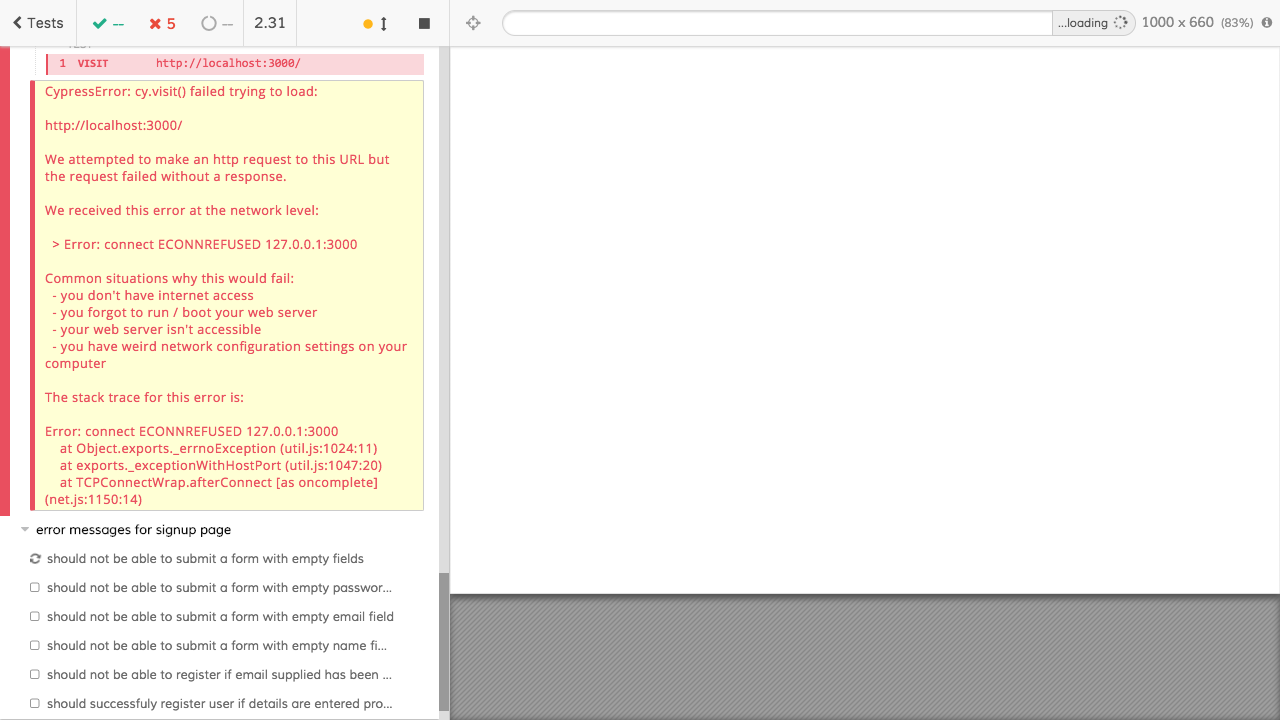 Tests
--
5
--
2.31
...loading
1000 x 660 (83%)
1 VISIT http://localhost:3000/
CypressError: cy.visit() failed trying to load:
http://localhost:3000/
We attempted to make an http request to this URL but
the request failed without a response.
We received this error at the network level:
> Error: connect ECONNREFUSED 127.0.0.1:3000
Common situations why this would fail:
- you don't have internet access
- you forgot to run / boot your web server
- your web server isn't accessible
- you have weird network configuration settings on your
computer
The stack trace for this error is:
Error: connect ECONNREFUSED 127.0.0.1:3000
at Object.exports._errnoException (util.js:1024:11)
at exports._exceptionWithHostPort (util.js:1047:20)
at TCPConnectWrap.afterConnect [as oncomplete]
(net.js:1150:14)
error messages for signup page
should not be able to submit a form with empty fields
should not be able to submit a form with empty passwor...
should not be able to submit a form with empty email field
should not be able to submit a form with empty name fi...
should not be able to register if email supplied has been ...
should successfuly register user if details are entered pro...